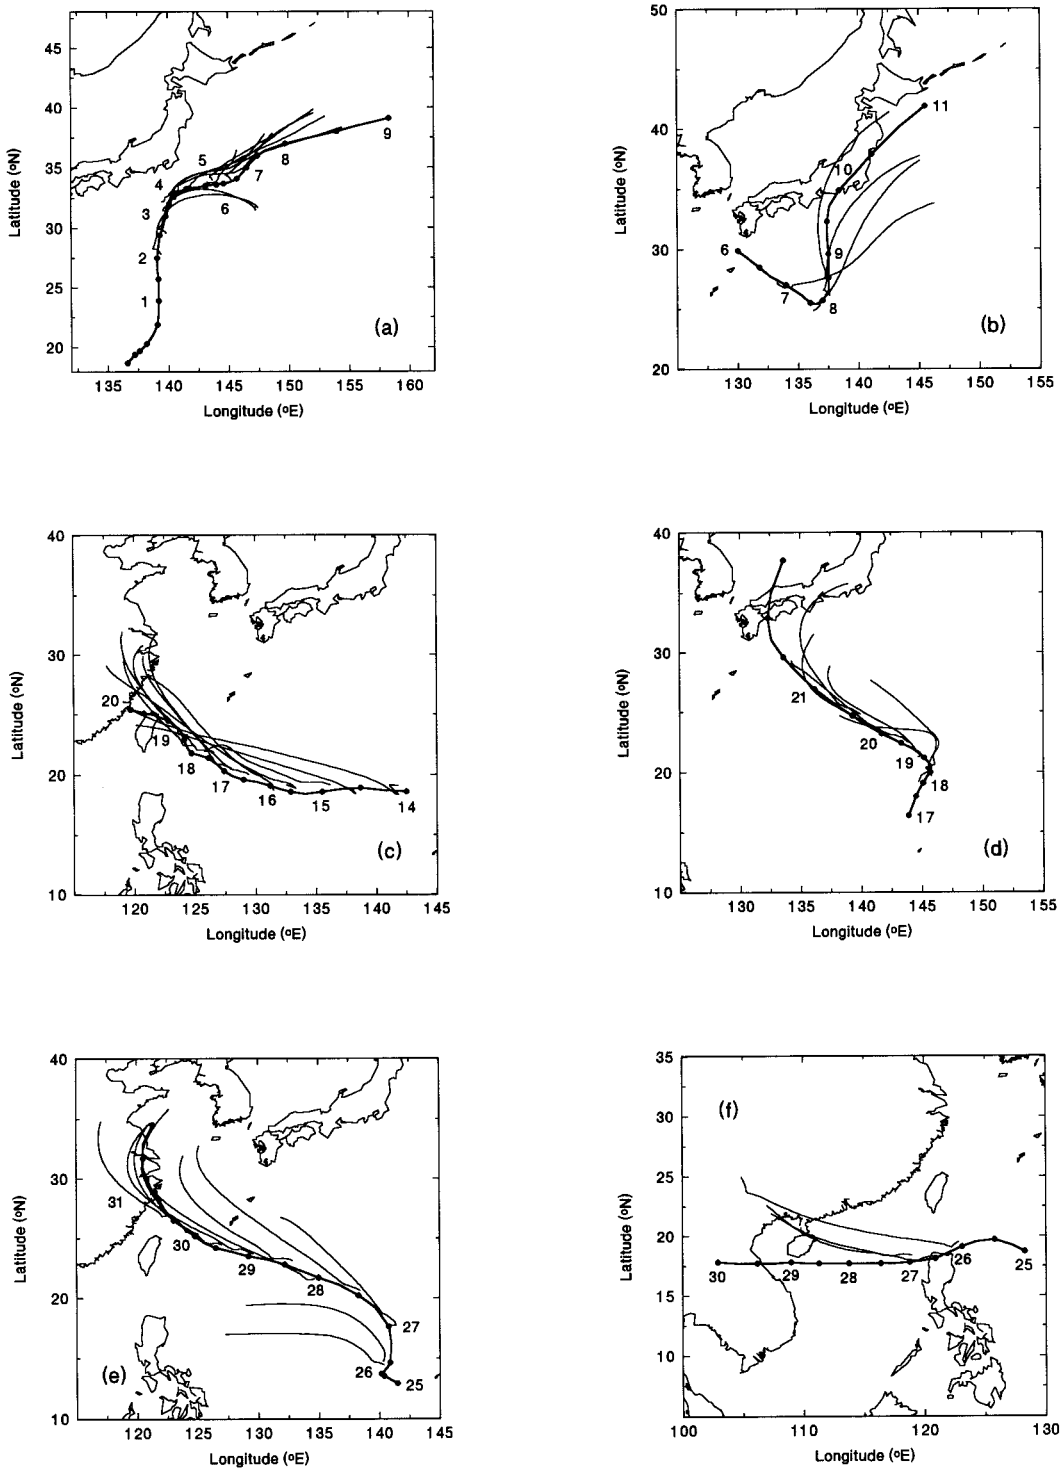 45
40
35
30
25
20
Latitude (ºN)
9
8
5
7
4
6
3
2
1
(a)
135 140 145 150 155 160
Longitude (ºE)
50
40
30
20
Latitude (ºN)
11
10
6
9
7
8
(b)
130 135 140 145 150 155
Longitude (ºE)
40
30
20
10
Latitude (ºN)
20
19
18
17
16
15
14
(c)
120 125 130 135 140 145
Longitude (ºE)
40
30
20
10
Latitude (ºN)
21
20
19
18
17
(d)
130 135 140 145 150 155
Longitude (ºE)
40
30
20
10
Latitude (ºN)
31
30
29
28
27
26
25
(e)
120 125 130 135 140 145
Longitude (ºE)
35
30
25
20
15
10
Latitude (ºN)
(f)
30 29 28 27 26 25
100 110 120 130
Longitude (ºE)